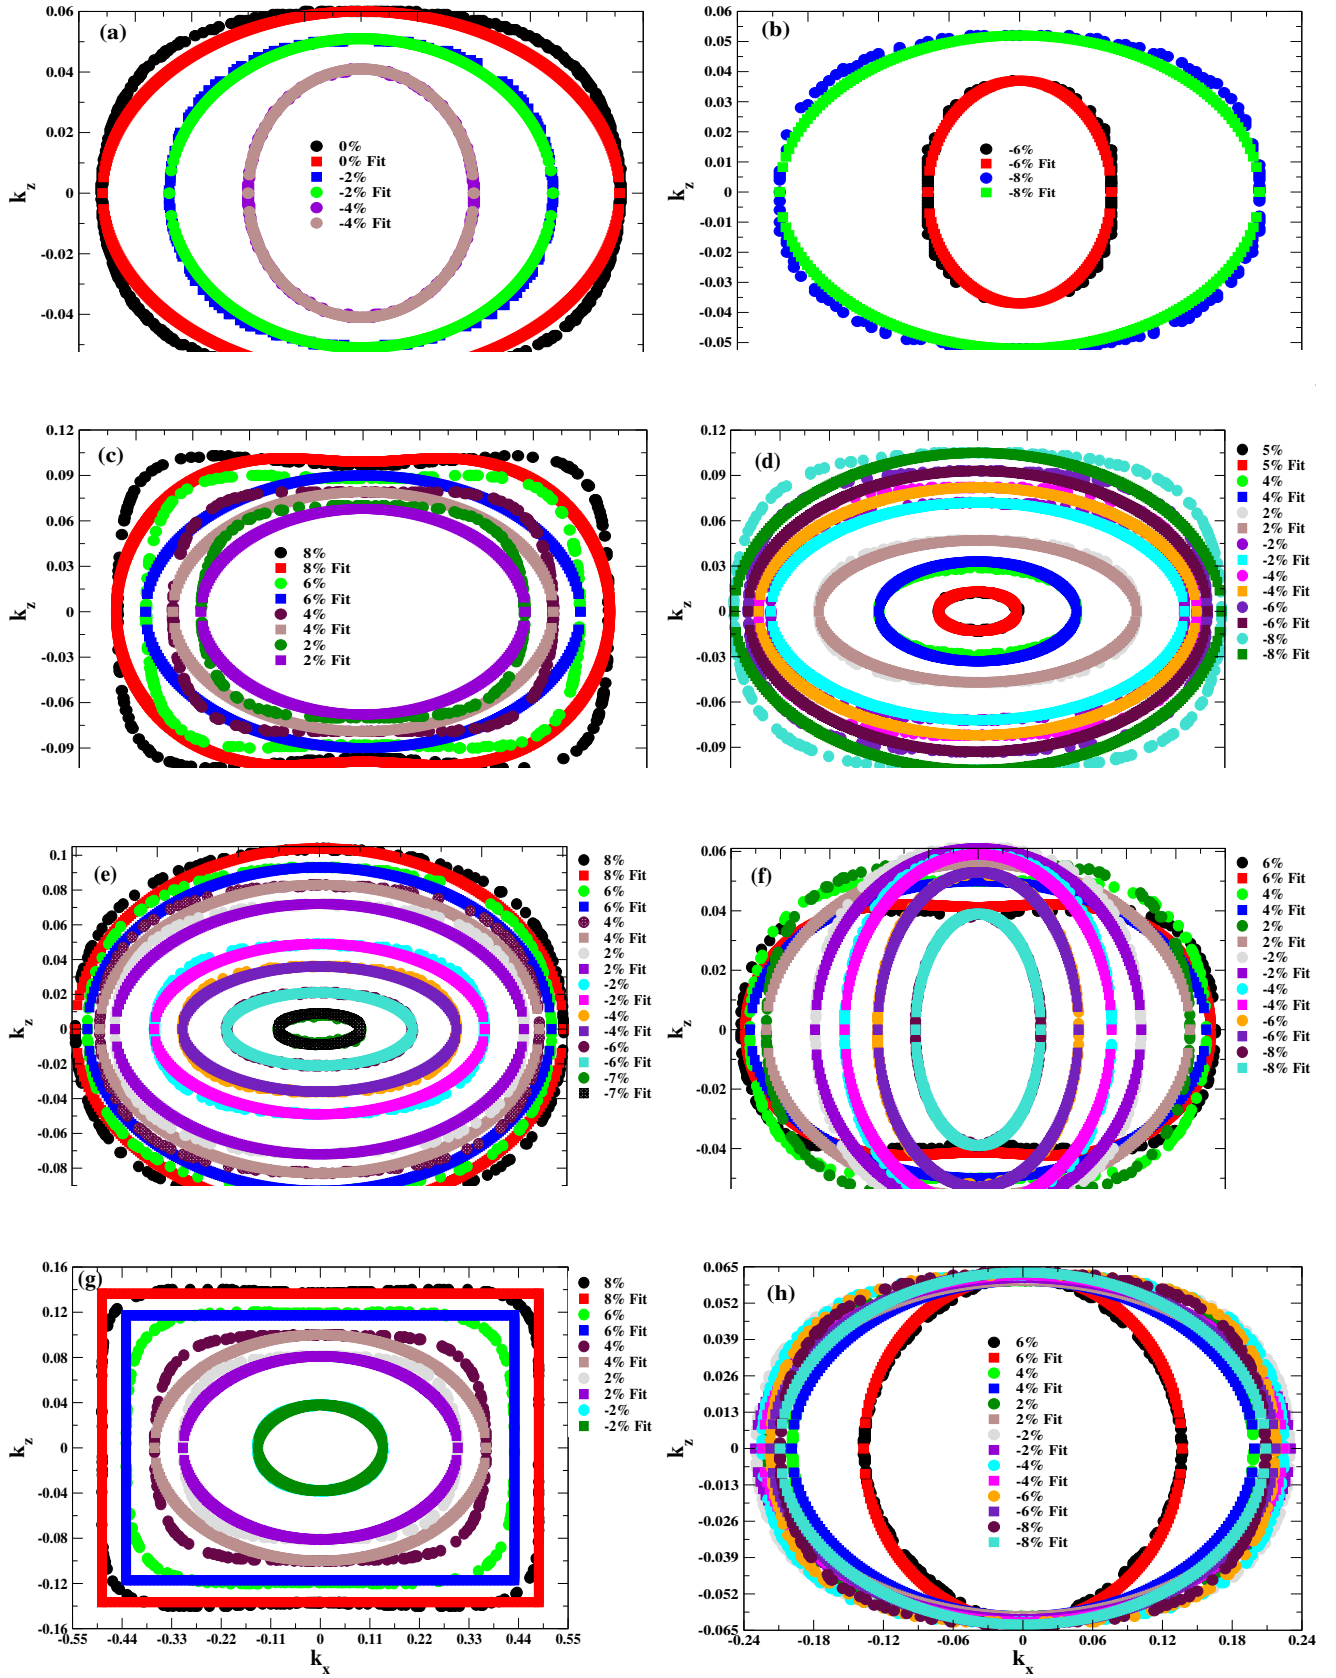 (a)
0.06
0.04
0.02
0
-0.02
-0.04
k_z
0%
0% Fit
-2%
-2% Fit
-4%
-4% Fit
(b)
0.06
0.05
0.04
0.03
0.02
0.01
0
-0.01
-0.02
-0.03
-0.04
-0.05
k_z
-6%
-6% Fit
-8%
-8% Fit
(c)
0.12
0.09
0.06
0.03
0
-0.03
-0.06
-0.09
k_z
8%
8% Fit
6%
6% Fit
4%
4% Fit
2%
2% Fit
(d)
0.12
0.09
0.06
0.03
0
-0.03
-0.06
-0.09
k_z
5%
5% Fit
4%
4% Fit
2%
2% Fit
-2%
-2% Fit
-4%
-4% Fit
-6%
-6% Fit
-8%
-8% Fit
(e)
0.1
0.08
0.06
0.04
0.02
0
-0.02
-0.04
-0.06
-0.08
k_z
8%
8% Fit
6%
6% Fit
4%
4% Fit
2%
2% Fit
-2%
-2% Fit
-4%
-4% Fit
-6%
-6% Fit
-7%
-7% Fit
(f)
0.06
0.04
0.02
0
-0.02
-0.04
k_z
6%
6% Fit
4%
4% Fit
2%
2% Fit
-2%
-2% Fit
-4%
-4% Fit
-6%
-6% Fit
-8%
-8% Fit
(g)
0.16
0.12
0.08
0.04
0
-0.04
-0.08
-0.12
-0.16
k_z
8%
8% Fit
6%
6% Fit
4%
4% Fit
2%
2% Fit
-2%
-2% Fit
-0.55 -0.44 -0.33 -0.22 -0.11 0 0.11 0.22 0.33 0.44 0.55
k_x
(h)
0.065
0.052
0.039
0.026
0.013
0
-0.013
-0.026
-0.039
-0.052
-0.065
k_z
6%
6% Fit
4%
4% Fit
2%
2% Fit
-2%
-2% Fit
-4%
-4% Fit
-6%
-6% Fit
-8%
-8% Fit
-0.24 -0.18 -0.12 -0.06 0 0.06 0.12 0.18 0.24
k_x